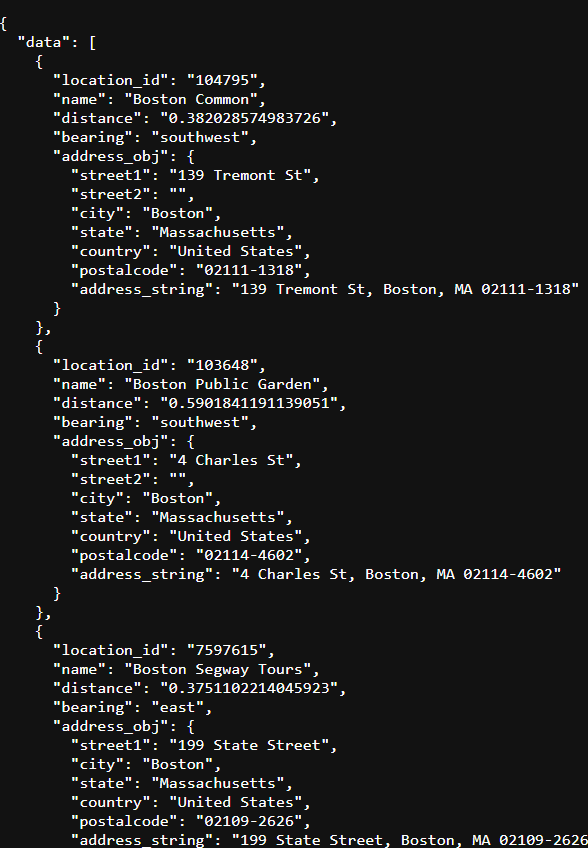 {
  "data": [
    {
      "location_id": "104795",
      "name": "Boston Common",
      "distance": "0.382028574983726",
      "bearing": "southwest",
      "address_obj": {
        "street1": "139 Tremont St",
        "street2": "",
        "city": "Boston",
        "state": "Massachusetts",
        "country": "United States",
        "postalcode": "02111-1318",
        "address_string": "139 Tremont St, Boston, MA 02111-1318"
      }
    },
    {
      "location_id": "103648",
      "name": "Boston Public Garden",
      "distance": "0.5901841191139051",
      "bearing": "southwest",
      "address_obj": {
        "street1": "4 Charles St",
        "street2": "",
        "city": "Boston",
        "state": "Massachusetts",
        "country": "United States",
        "postalcode": "02114-4602",
        "address_string": "4 Charles St, Boston, MA 02114-4602"
      }
    },
    {
      "location_id": "7597615",
      "name": "Boston Segway Tours",
      "distance": "0.3751102214045923",
      "bearing": "east",
      "address_obj": {
        "street1": "199 State Street",
        "city": "Boston",
        "state": "Massachusetts",
        "country": "United States",
        "postalcode": "02109-2626",
        "address_string": "199 State Street, Boston, MA 02109-2626